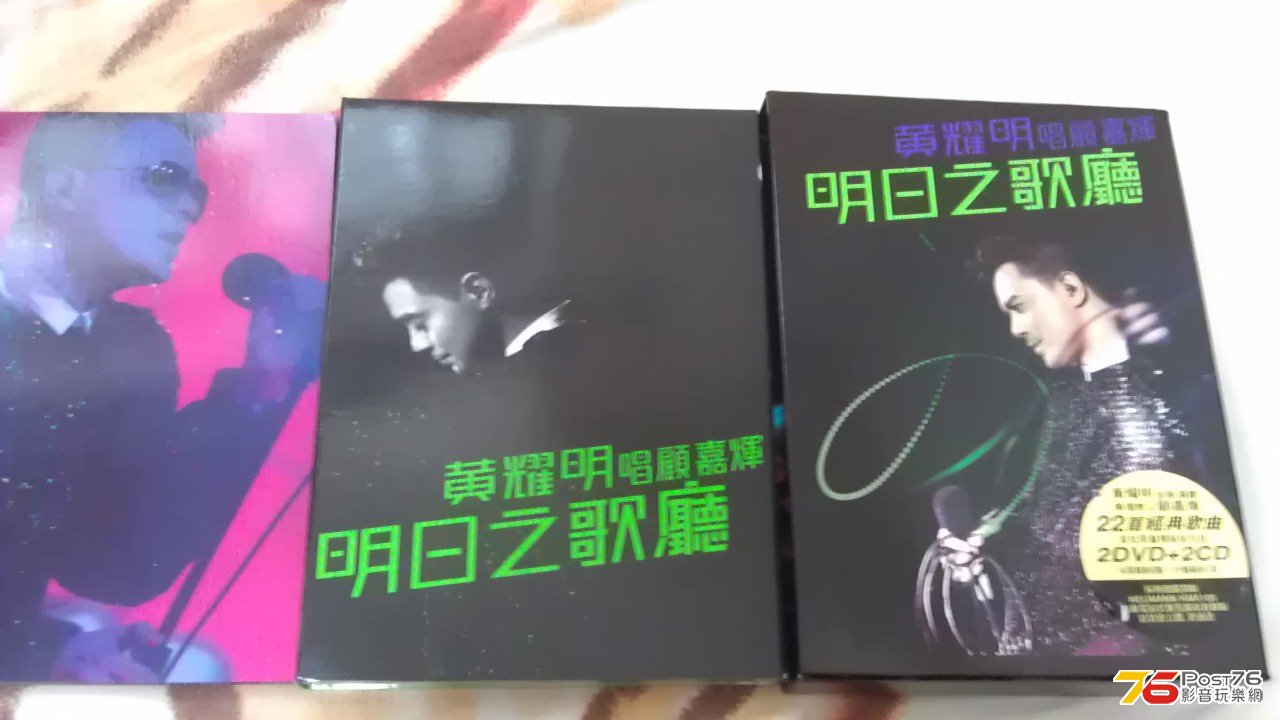 黃耀明唱顧嘉煇
明日之歌廳
黃耀明唱顧嘉煇
明日之歌廳
22首經典歌曲
2DVD+2CD
76 Post76
影音玩樂網